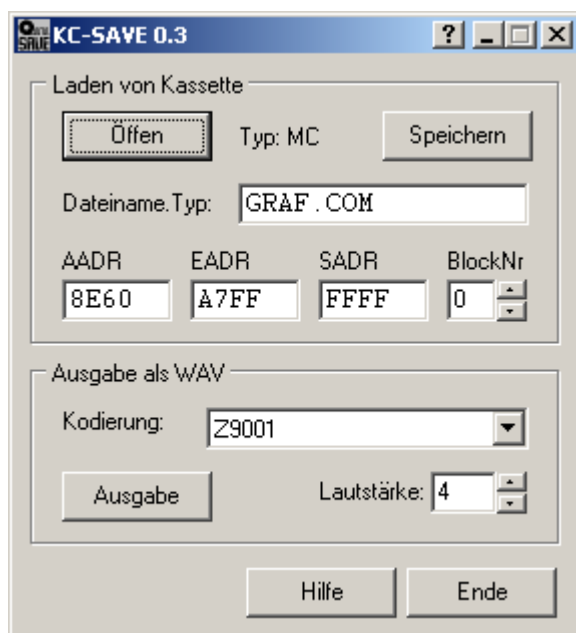 KC-SAVE 0.3
Laden von Kassette
Öffen Typ: MC Speichern
Dateiname.Typ: GRAF.COM
AADR EADR SADR BlockNr
8E60 A7FF FFFF 0
Ausgabe als WAV
Kodierung: Z9001
Ausgabe Lautstärke: 4
Hilfe Ende